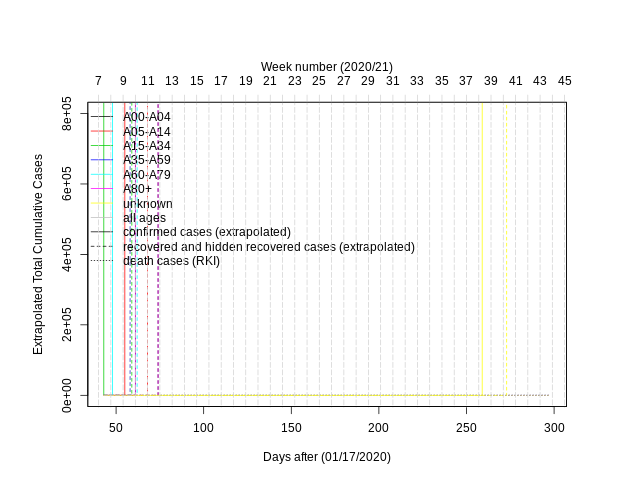 Week number (2020/21)
7 9 11 13 15 17 19 21 23 25 27 29 31 33 35 37 39 41 43 45
Extrapolated Total Cumulative Cases
8e+05
6e+05
4e+05
2e+05
0e+00
A00-A04
A05-A14
A15-A34
A35-A59
A60-A79
A80+
unknown
all ages
confirmed cases (extrapolated)
recovered and hidden recovered cases (extrapolated)
death cases (RKI)
50 100 150 200 250 300
Days after (01/17/2020)